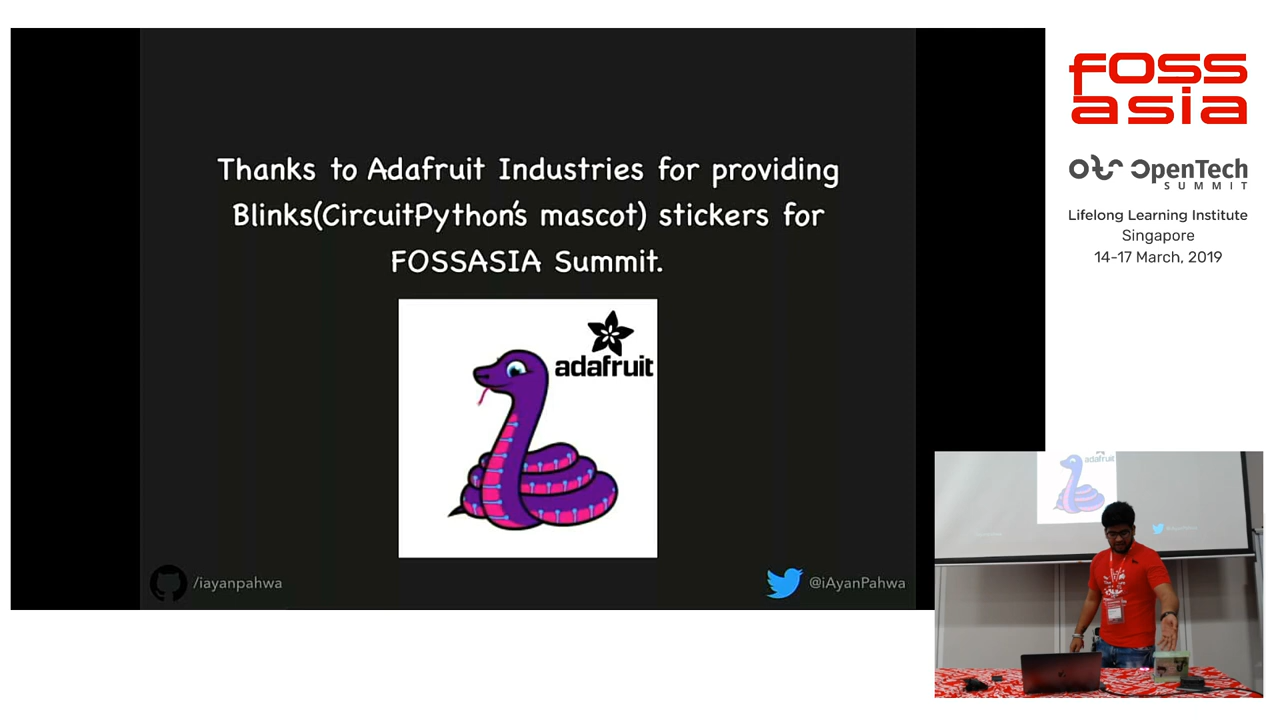 Thanks to Adafruit Industries for providing
Blinks(CircuitPython's mascot) stickers for
FOSSASIA Summit.
adafruit
/iayanpahwa
@iAyanPahwa
foss
asia
OpenTech
SUMMIT
Lifelong Learning Institute
Singapore
14-17 March, 2019
adafruit